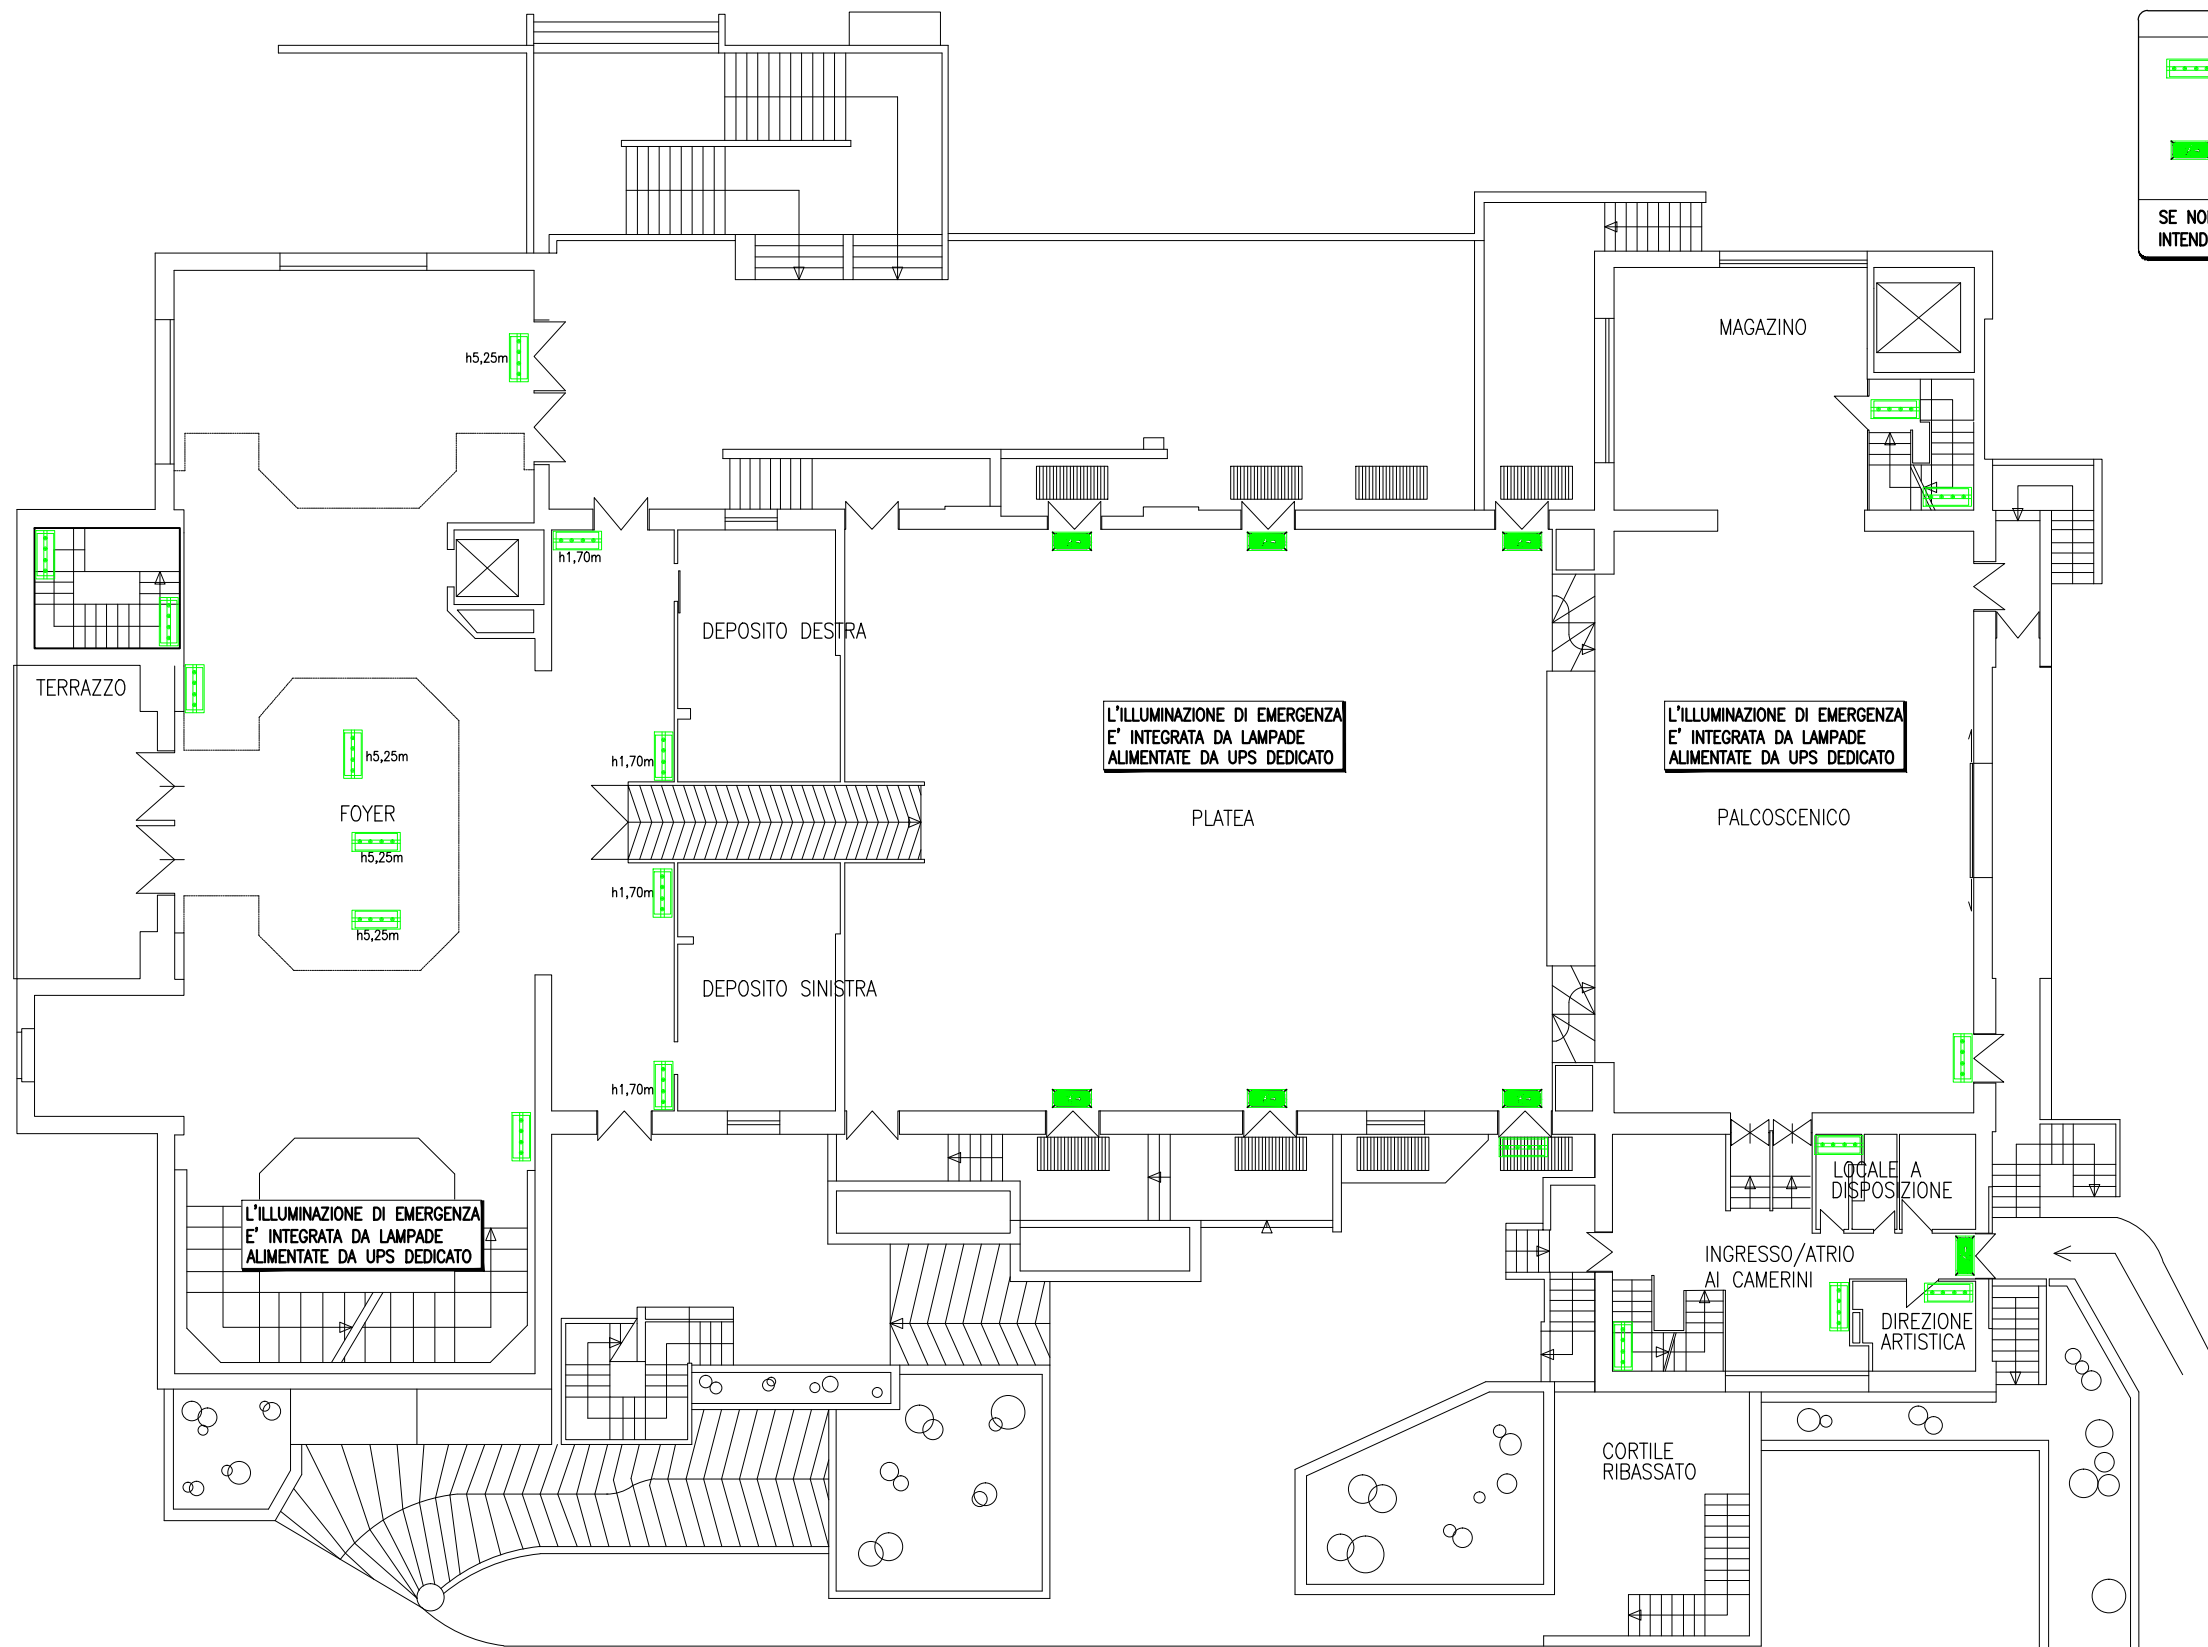 SE NO
INTEND
MAGAZINO
h5,25m
h1,70m
DEPOSITO DESTRA
TERRAZZO
L'ILLUMINAZIONE DI EMERGENZA
E' INTEGRATA DA LAMPADE
ALIMENTATE DA UPS DEDICATO
L'ILLUMINAZIONE DI EMERGENZA
E' INTEGRATA DA LAMPADE
ALIMENTATE DA UPS DEDICATO
h5,25m
h1,70m
FOYER
PLATEA
PALCOSCENICO
h5,25m
h1,70m
h5,25m
DEPOSITO SINISTRA
h1,70m
LOCALE A
DISPOSIZIONE
L'ILLUMINAZIONE DI EMERGENZA
E' INTEGRATA DA LAMPADE
ALIMENTATE DA UPS DEDICATO
INGRESSO/ATRIO
AI CAMERINI
DIREZIONE
ARTISTICA
CORTILE
RIBASSATO